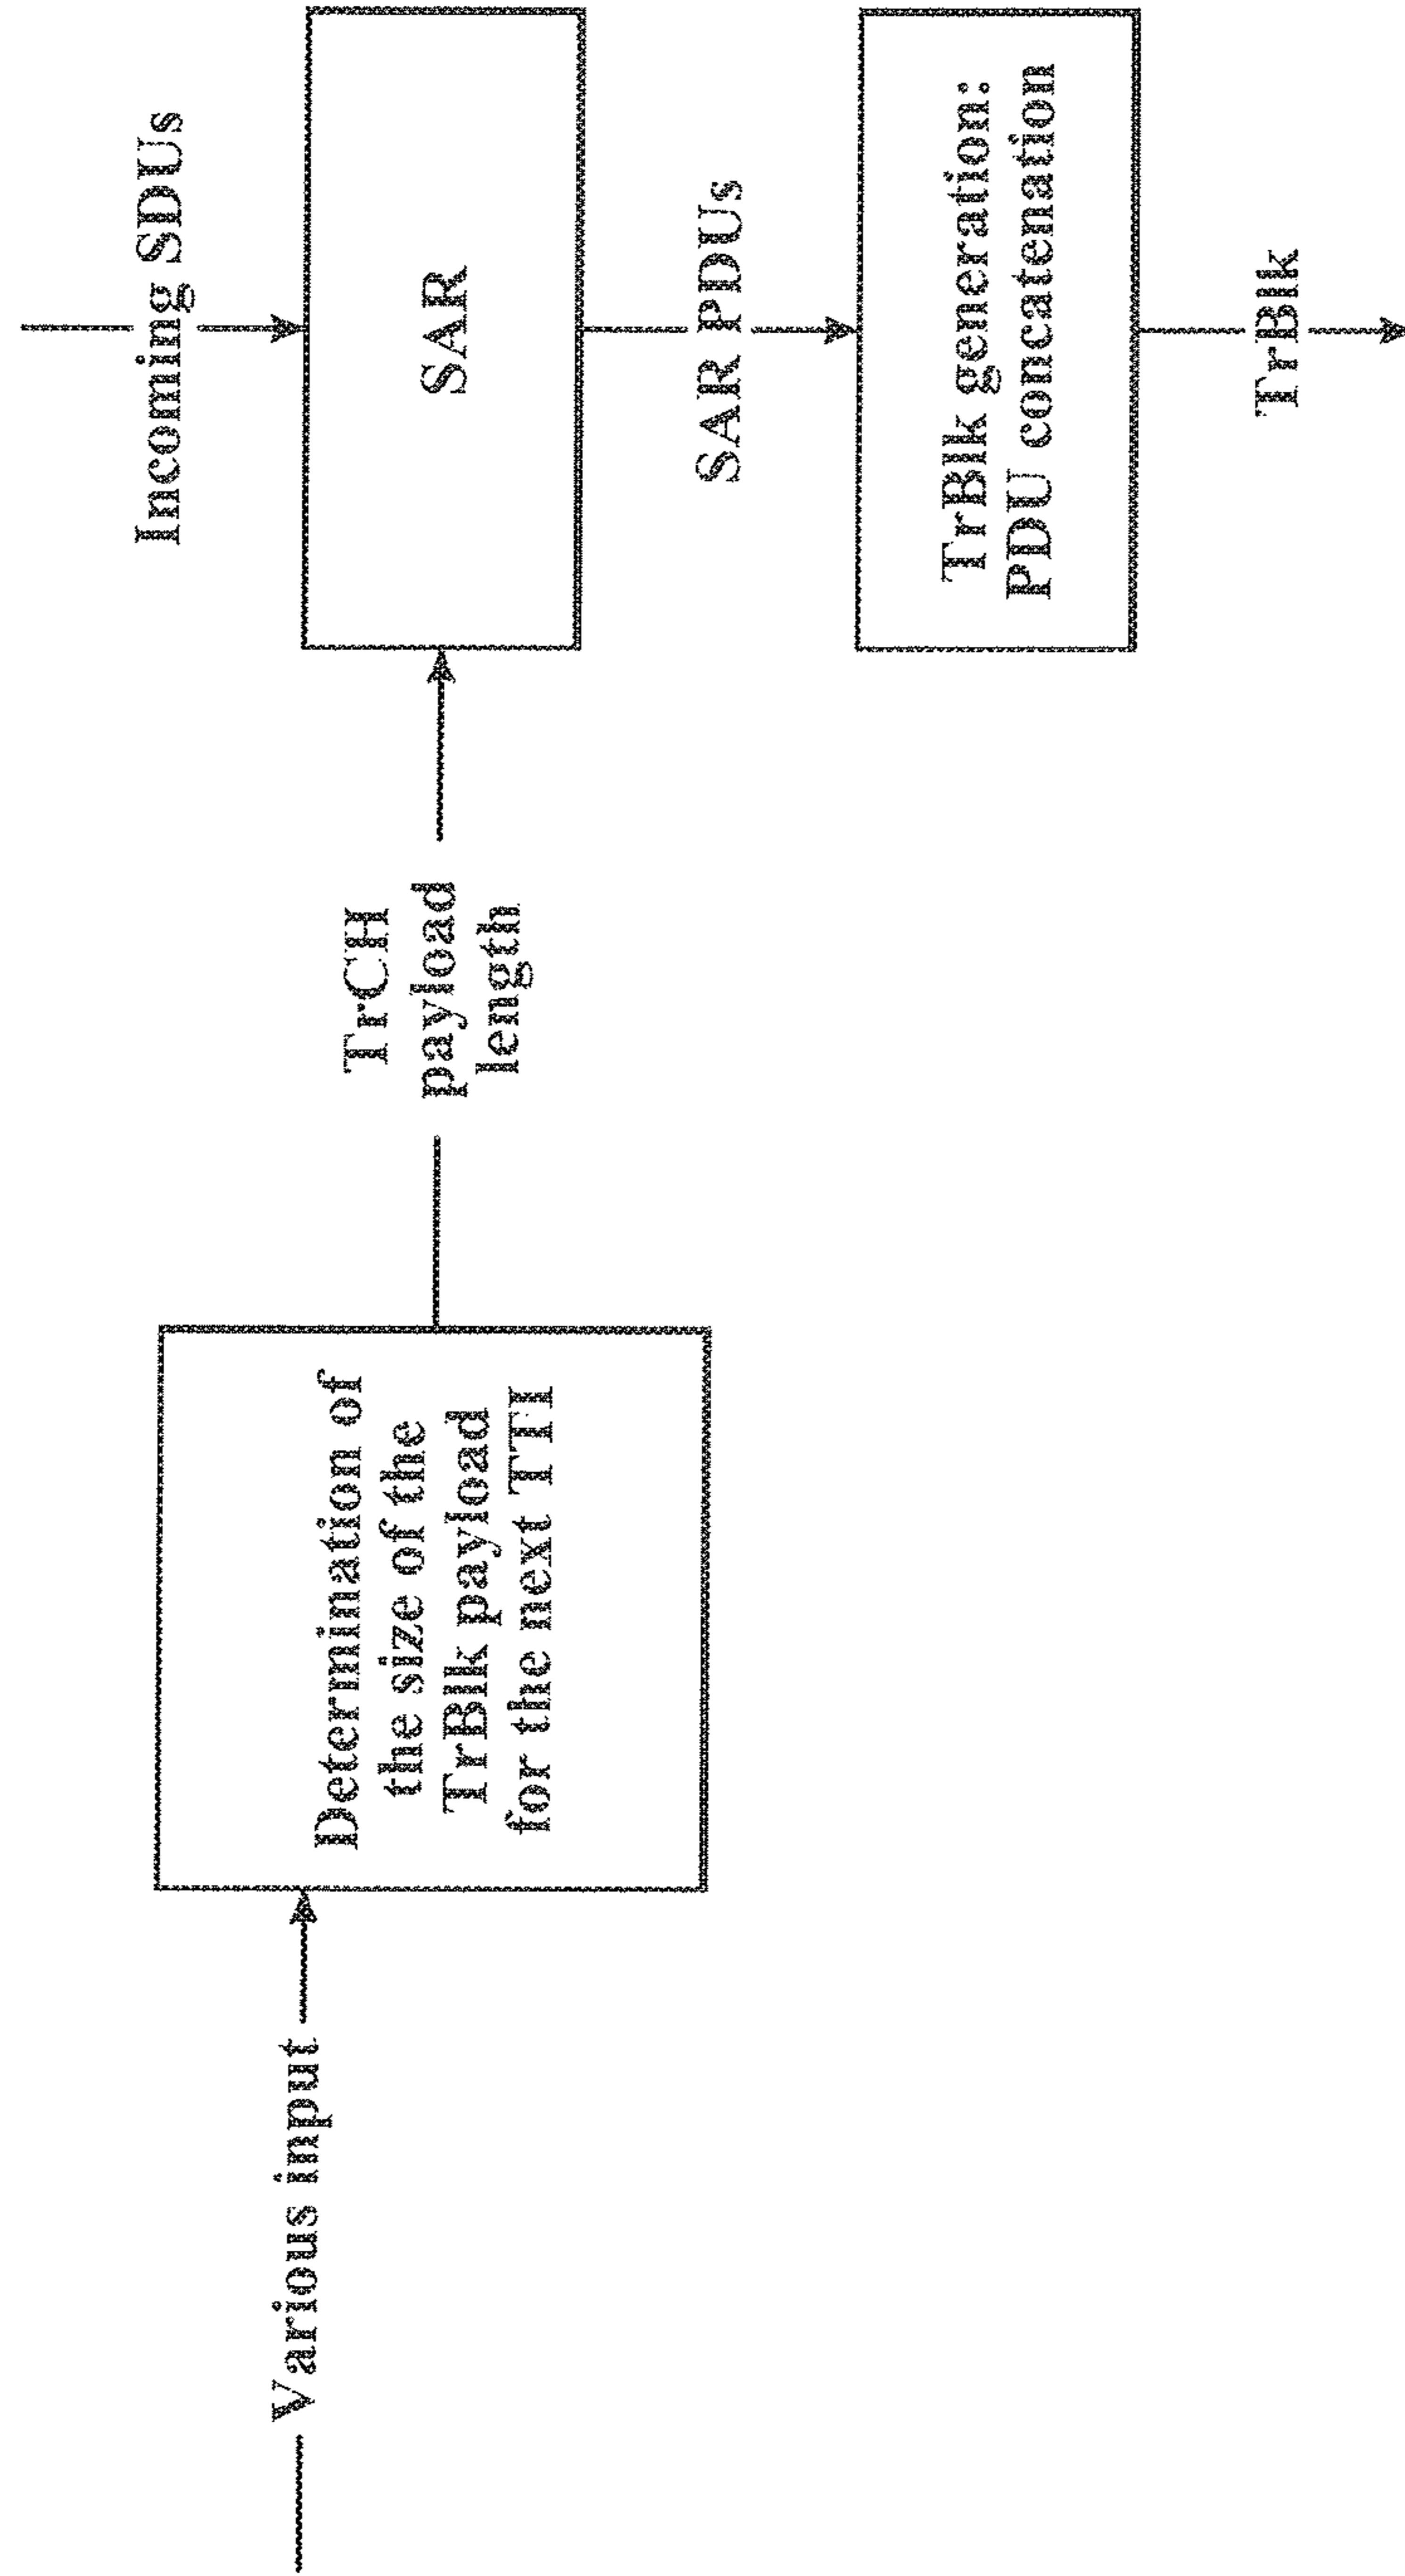 Various input
Determination of
the size of the
TrBlk payload
for the next TTI
TrCH
payload
length
Incoming SDUs
SAR
SAR PDUs
TrBlk generation:
PDU concatenation
TrBlk